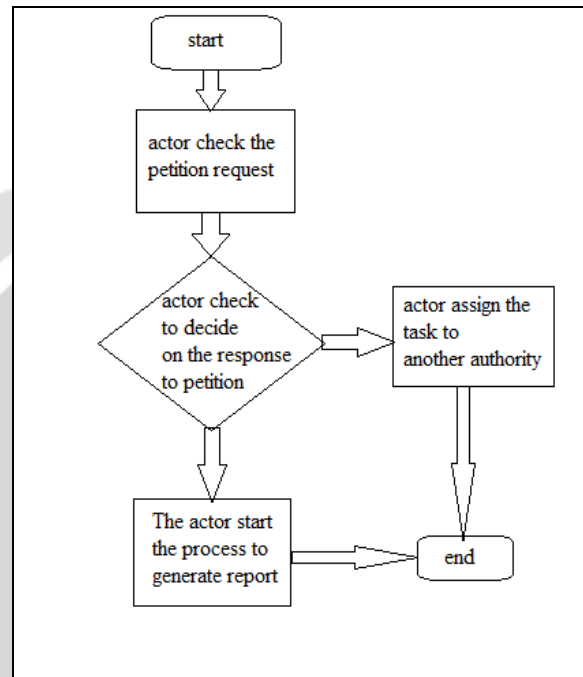 start
actor check the
petition request
actor check
to decide
on the response
to petition
actor assign the
task to
another authority
The actor start
the process to
generate report
end